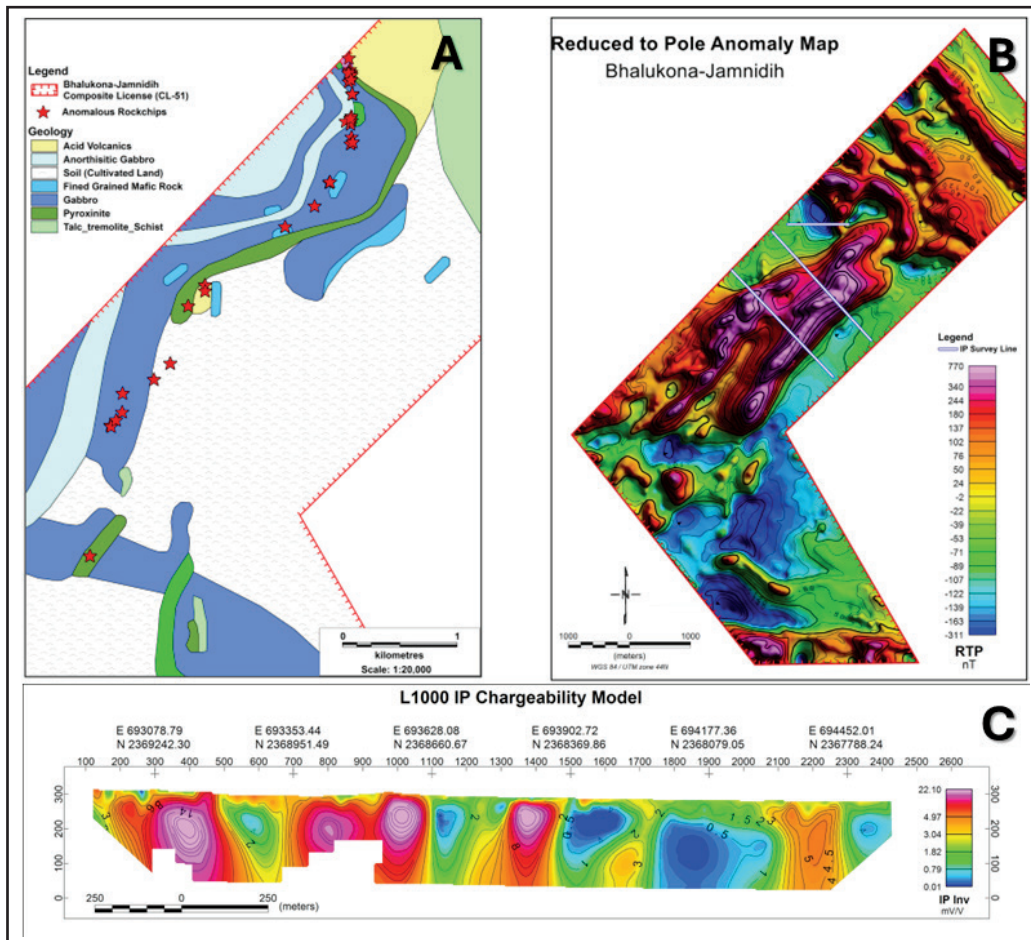 A
Legend
Bhalukona-Jamnidih
Composite License (CL-51)
Anomalous Rockchips
Geology
Acid Volcanics
Anorthisitic Gabbro
Soil (Cultivated Land)
Fined Grained Mafic Rock
Gabbro
Pyroxinite
Talc_tremolite_Schist
0 1
kilometres
Scale: 1:20,000
B
Reduced to Pole Anomaly Map
Bhalukona-Jamnidih
Legend
IP Survey Line
770
340
244
180
137
102
76
50
24
-2
-22
-39
-53
-71
-89
-107
-122
-139
-163
-311
RTP
nT
N
1000 0 1000
(meters)
WGS 84 / UTM zone 44N
L1000 IP Chargeability Model
C
E 693078.79 E 693353.44 E 693628.08 E 693902.72 E 694177.36 E 694452.01
N 2369242.30 N 2368951.49 N 2368660.67 N 2368369.86 N 2368079.05 N 2367788.24
100 200 300 400 500 600 700 800 900 1000 1100 1200 1300 1400 1500 1600 1700 1800 1900 2000 2100 2200 2300 2400 2500 2600
300 300
200 200
100 100
0 0
22.10
4.97
3.04
1.82
0.79
0.01
IP Inv
mV/V
250 0 250
(meters)